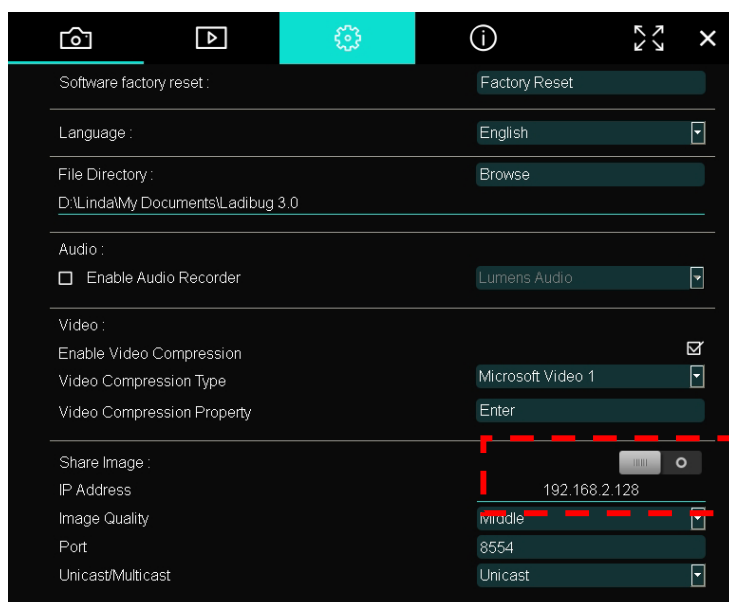 Software factory reset : Factory Reset
Language : English
File Directory : Browse
D:\Linda\My Documents\Ladibug 3.0
Audio :
Enable Audio Recorder Lumens Audio
Video :
Enable Video Compression
Video Compression Type Microsoft Video 1
Video Compression Property Enter
Share Image :
IP Address 192.168.2.128
Image Quality Middle
Port 8554
Unicast/Multicast Unicast